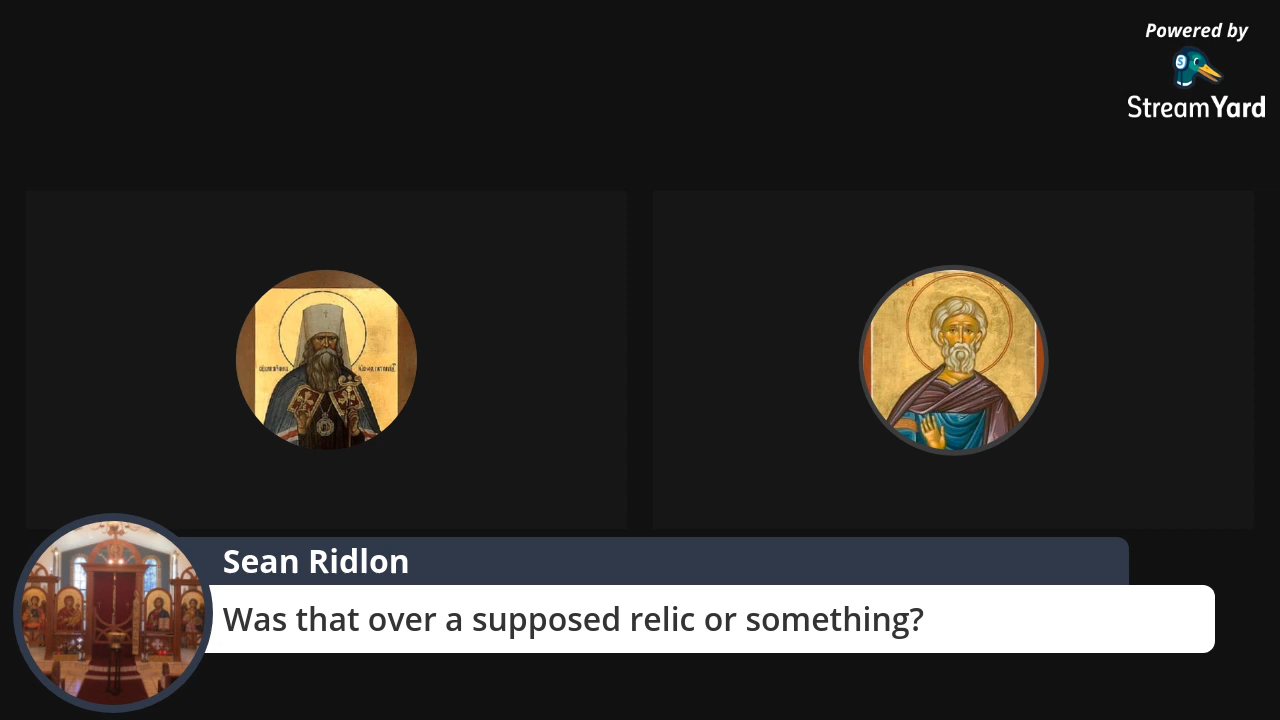 Powered by
StreamYard
Sean Ridlon
Was that over a supposed relic or something?